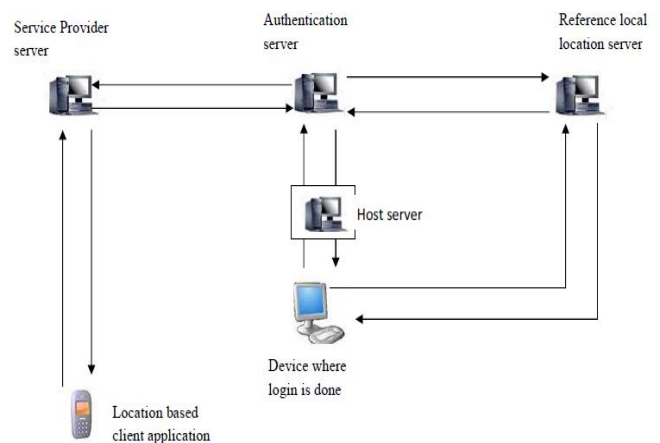 Service Provider
server
Authentication
server
Reference local
location server
Host server
Device where
login is done
Location based
client application